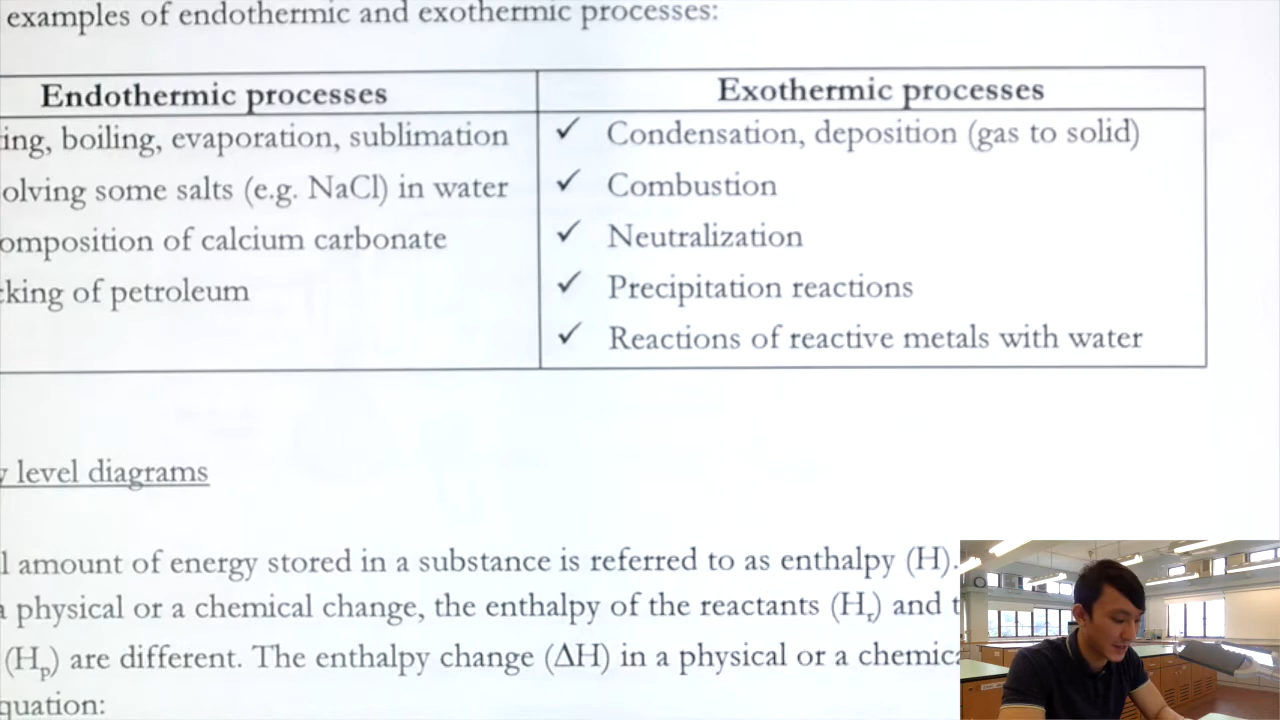 examples of endothermic and exothermic processes:
Endothermic processes
Exothermic processes
ing, boiling, evaporation, sublimation
✓ Condensation, deposition (gas to solid)
olving some salts (e.g. NaCl) in water
✓ Combustion
omposition of calcium carbonate
✓ Neutralization
king of petroleum
✓ Precipitation reactions
✓ Reactions of reactive metals with water
level diagrams
l amount of energy stored in a substance is referred to as enthalpy (H).
a physical or a chemical change, the enthalpy of the reactants (Hr) and t
(Hp) are different. The enthalpy change (ΔH) in a physical or a chemic
quation: